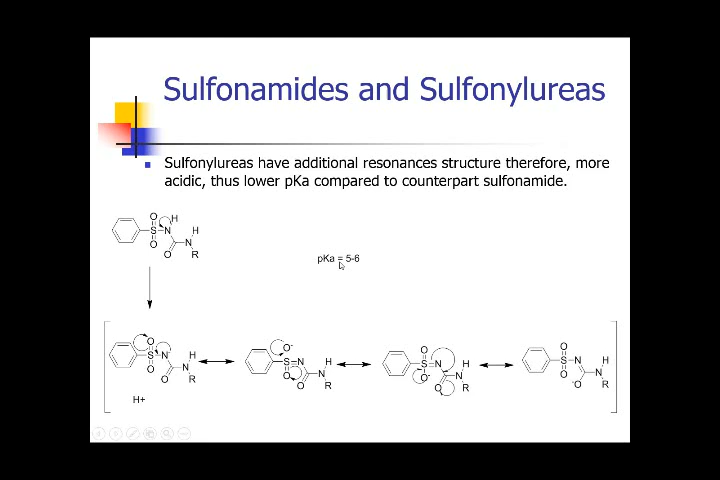 Sulfonamides and Sulfonylureas
Sulfonylureas have additional resonances structure therefore, more
acidic, thus lower pKa compared to counterpart sulfonamide.
O H
S N H
O N
O R
pKa = 5-6
O
S N H
O N
O R
O-
S N H
O N
O R
O
S N H
O- N
O R
O
S N H
O N
-O R
H+